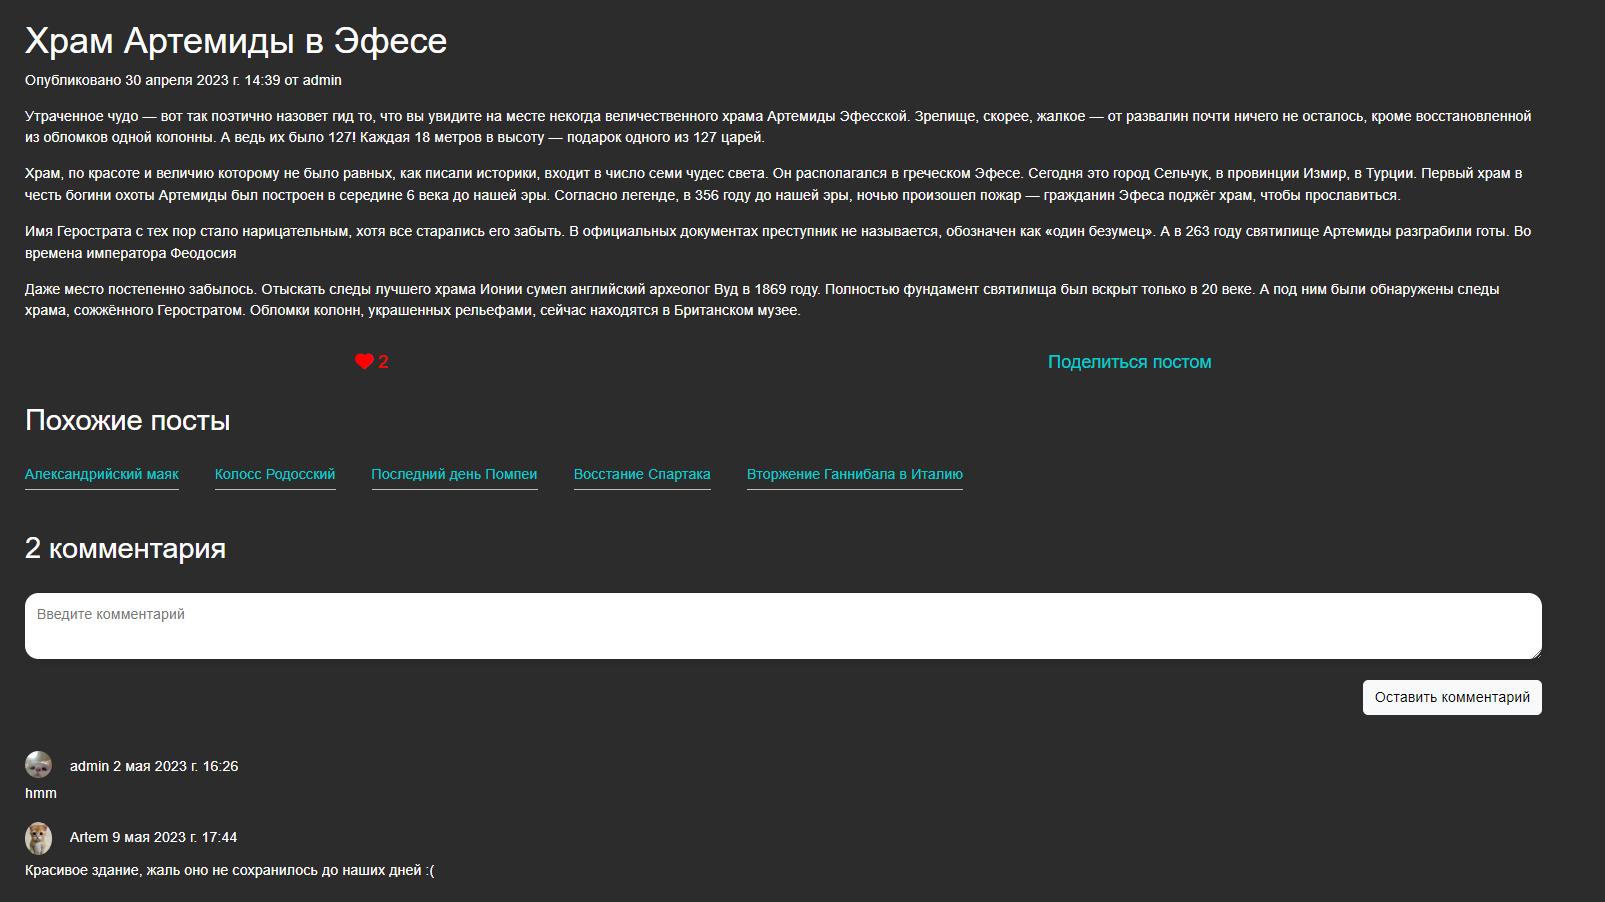 Храм Артемиды в Эфесе
Опубликовано 30 апреля 2023 г. 14:39 от admin
Утраченное чудо — вот так поэтично назовет гид то, что вы увидите на месте некогда величественного храма Артемиды Эфесской. Зрелище, скорее, жалкое — от развалин почти ничего не осталось, кроме восстановленной
из обломков одной колонны. А ведь их было 127! Каждая 18 метров в высоту — подарок одного из 127 царей.
Храм, по красоте и величию которому не было равных, как писали историки, входит в число семи чудес света. Он располагался в греческом Эфесе. Сегодня это город Сельчук, в провинции Измир, в Турции. Первый храм в
честь богини охоты Артемиды был построен в середине 6 века до нашей эры. Согласно легенде, в 356 году до нашей эры, ночью произошел пожар — гражданин Эфеса поджёг храм, чтобы прославиться.
Имя Герострата с тех пор стало нарицательным, хотя все старались его забыть. В официальных документах преступник не называется, обозначен как «один безумец». А в 263 году святилище Артемиды разграбили готы. Во
времена императора Феодосия
Даже место постепенно забылось. Отыскать следы лучшего храма Ионии сумел английский археолог Вуд в 1869 году. Полностью фундамент святилища был вскрыт только в 20 веке. А под ним были обнаружены следы
храма, сожжённого Геростратом. Обломки колонн, украшенных рельефами, сейчас находятся в Британском музее.
2 Поделиться постом
Похожие посты
Александрийский маяк Колосс Родосский Последний день Помпеи Восстание Спартака Вторжение Ганнибала в Италию
2 комментария
Введите комментарий
Оставить комментарий
admin 2 мая 2023 г. 16:26
hmm
Artem 9 мая 2023 г. 17:44
Красивое здание, жаль оно не сохранилось до наших дней :(